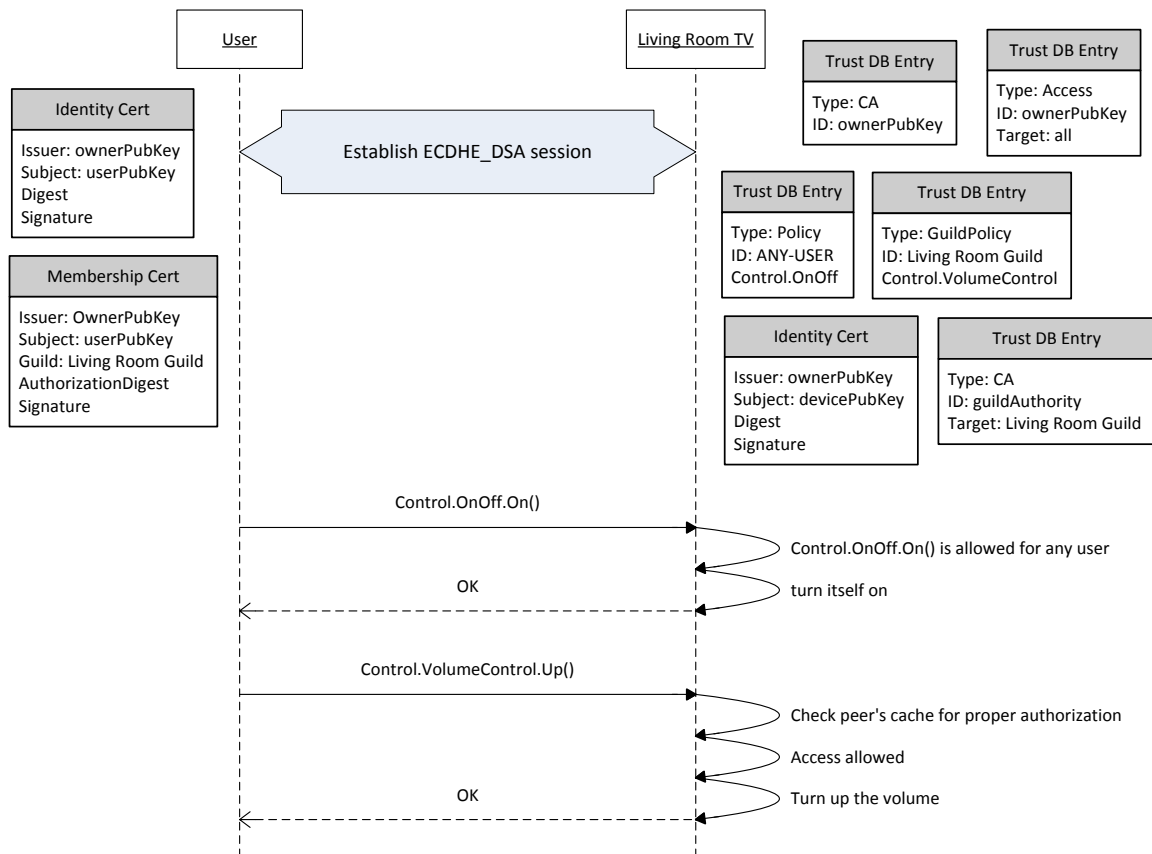 User
Living Room TV
Trust DB Entry
Type: CA
ID: ownerPubKey
Trust DB Entry
Type: Access
ID: ownerPubKey
Target: all
Identity Cert
Issuer: ownerPubKey
Subject: userPubKey
Digest
Signature
Establish ECDHE_DSA session
Trust DB Entry
Type: Policy
ID: ANY-USER
Control.OnOff
Trust DB Entry
Type: GuildPolicy
ID: Living Room Guild
Control.VolumeControl
Membership Cert
Issuer: OwnerPubKey
Subject: userPubKey
Guild: Living Room Guild
AuthorizationDigest
Signature
Identity Cert
Issuer: ownerPubKey
Subject: devicePubKey
Digest
Signature
Trust DB Entry
Type: CA
ID: guildAuthority
Target: Living Room Guild
Control.OnOff.On()
Control.OnOff.On() is allowed for any user
OK
turn itself on
Control.VolumeControl.Up()
Check peer's cache for proper authorization
Access allowed
OK
Turn up the volume